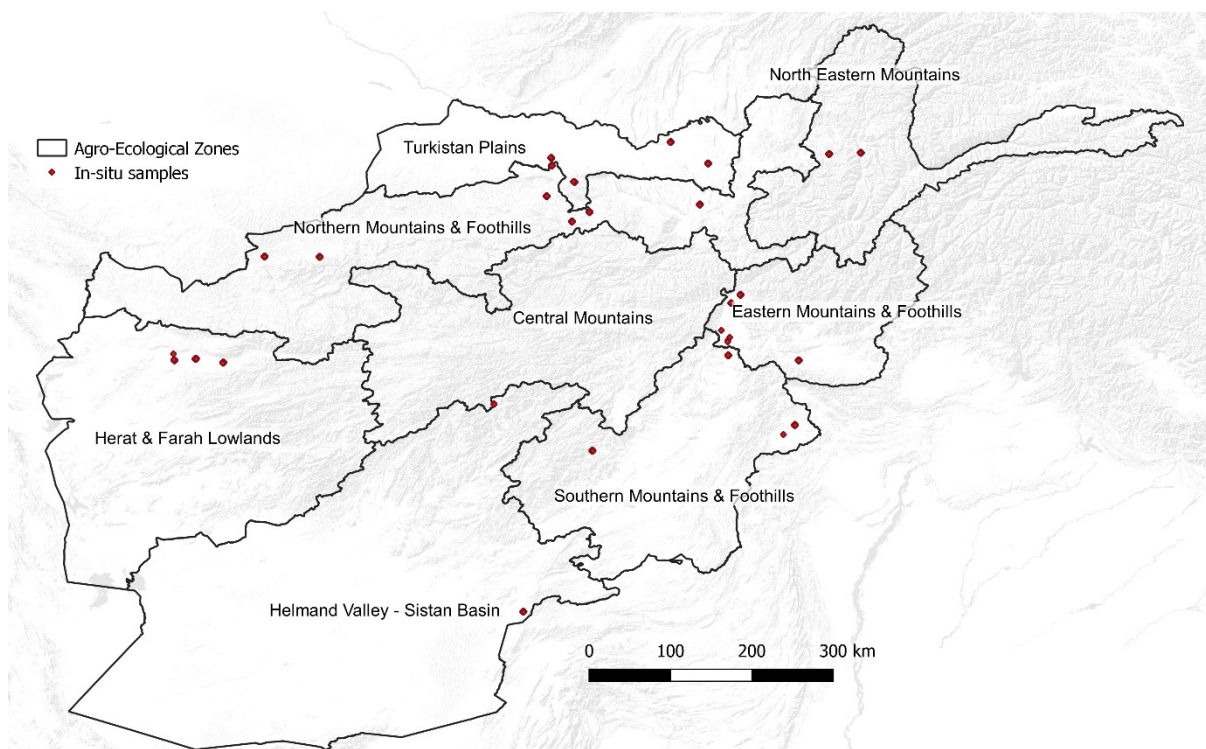 North Eastern Mountains
Agro-Ecological Zones
In-situ samples
Turkistan Plains
Northern Mountains & Foothills
Central Mountains
Eastern Mountains & Foothills
Herat & Farah Lowlands
Southern Mountains & Foothills
Helmand Valley - Sistan Basin
0 100 200 300 km